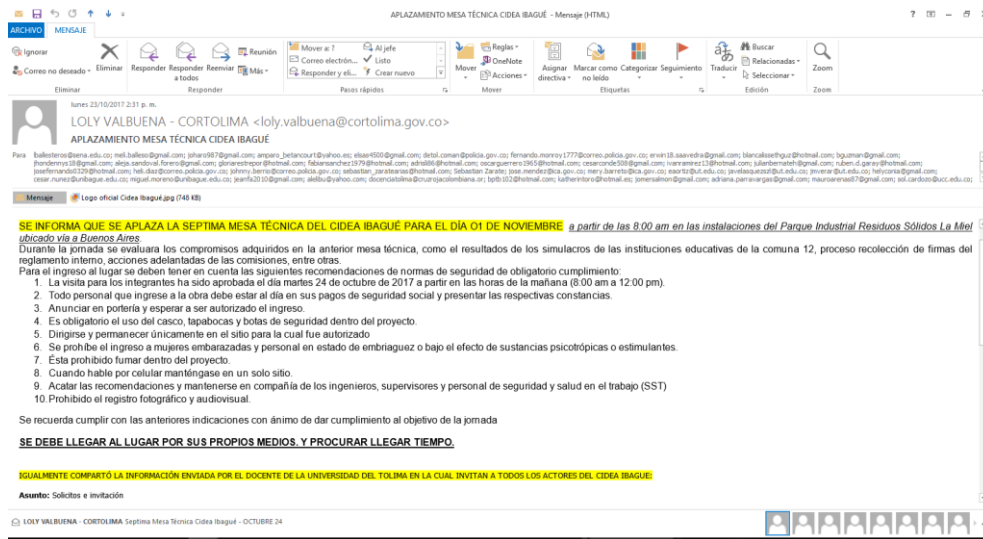 APLAZAMIENTO MESA TÉCNICA CIDEA IBAGUÉ - Mensaje (HTML)
ARCHIVO MENSAJE
Ignorar
Correo no deseado
Eliminar
Responder Responder a todos Reenviar
Reunión
Más
Mover a: ?
Correo electrón...
Responder y eli...
Al jefe
Listo
Crear nuevo
Mover
Reglas
OneNote
Acciones
Asignar directiva
Marcar como no leído
Categorizar
Seguimiento
Traducir
Buscar
Relacionadas
Seleccionar
Zoom
Eliminar Responder Pasos rápidos Mover Etiquetas Edición Zoom
lunes 23/10/2017 2:31 p. m.
LOLY VALBUENA - CORTOLIMA <loly.valbuena@cortolima.gov.co>
APLAZAMIENTO MESA TÉCNICA CIDEA IBAGUÉ
Para
Mensaje Logo oficial Cidea Ibagué.jpg (748 KB)
SE INFORMA QUE SE APLAZA LA SEPTIMA MESA TÉCNICA DEL CIDEA IBAGUÉ PARA EL DÍA O1 DE NOVIEMBRE a partir de las 8:00 am en las instalaciones del Parque Industrial Residuos Sólidos La Miel
ubicado vía a Buenos Aires.
Durante la jornada se evaluara los compromisos adquiridos en la anterior mesa técnica, como el resultados de los simulacros de las instituciones educativas de la comuna 12, proceso recolección de firmas del
reglamento interno, acciones adelantadas de las comisiones, entre otras.
Para el ingreso al lugar se deben tener en cuenta las siguientes recomendaciones de normas de seguridad de obligatorio cumplimiento:
1. La visita para los integrantes ha sido aprobada el día martes 24 de octubre de 2017 a partir en las horas de la mañana (8:00 am a 12:00 pm).
2. Todo personal que ingrese a la obra debe estar al día en sus pagos de seguridad social y presentar las respectivas constancias.
3. Anunciar en portería y esperar a ser autorizado el ingreso.
4. Es obligatorio el uso del casco, tapabocas y botas de seguridad dentro del proyecto.
5. Dirigirse y permanecer únicamente en el sitio para la cual fue autorizado
6. Se prohíbe el ingreso a mujeres embarazadas y personal en estado de embriaguez o bajo el efecto de sustancias psicotrópicas o estimulantes.
7. Ésta prohibido fumar dentro del proyecto.
8. Cuando hable por celular manténgase en un solo sitio.
9. Acatar las recomendaciones y mantenerse en compañía de los ingenieros, supervisores y personal de seguridad y salud en el trabajo (SST)
10. Prohibido el registro fotográfico y audiovisual.
Se recuerda cumplir con las anteriores indicaciones con ánimo de dar cumplimiento al objetivo de la jornada
SE DEBE LLEGAR AL LUGAR POR SUS PROPIOS MEDIOS. Y PROCURAR LLEGAR TIEMPO.
IGUALMENTE COMPARTÓ LA INFORMACIÓN ENVIADA POR EL DOCENTE DE LA UNIVERSIDAD DEL TOLIMA EN LA CUAL INVITAN A TODOS LOS ACTORES DEL CIDEA IBAGUE:
Asunto: Solicitos e invitación
LOLY VALBUENA - CORTOLIMA Septima Mesa Técnica Cidea Ibagué - OCTUBRE 24